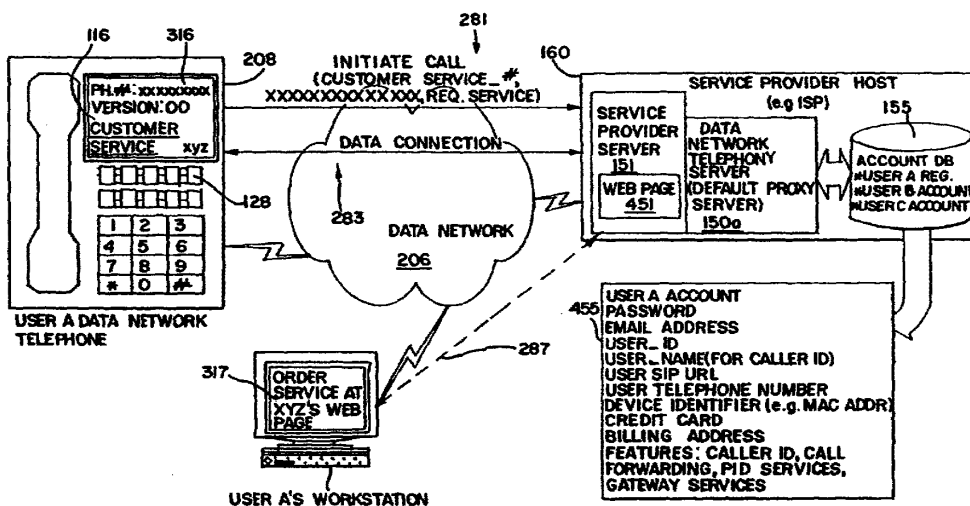 281
116
316
208
INITIATE CALL
(CUSTOMER SERVICE_#,
XXXXXXXXXXXXXX, REQ. SERVICE)
160
SERVICE PROVIDER HOST
(e.g ISP)
155
PH.#: xxxxxxxxx
VERSION: OO
CUSTOMER
SERVICE xyz
SERVICE
PROVIDER
SERVER
151
WEB PAGE
451
DATA
NETWORK
TELEPHONY
SERVER
(DEFAULT PROXY
SERVER)
150a
ACCOUNT DB
*USER A REG.
*USER B ACCOUNT
*USER C ACCOUNT
DATA CONNECTION
128
283
DATA NETWORK
206
1 2 3
4 5 6
7 8 9
* 0 #
USER A DATA NETWORK
TELEPHONE
287
317
ORDER
SERVICE AT
XYZ'S WEB
PAGE
USER A'S WORKSTATION
455
USER A ACCOUNT
PASSWORD
EMAIL ADDRESS
USER_ID
USER_NAME(FOR CALLER ID)
USER SIP URL
USER TELEPHONE NUMBER
DEVICE IDENTIFIER (e.g. MAC ADDR)
CREDIT CARD
BILLING ADDRESS
FEATURES: CALLER ID, CALL
FORWARDING, PID SERVICES,
GATEWAY SERVICES